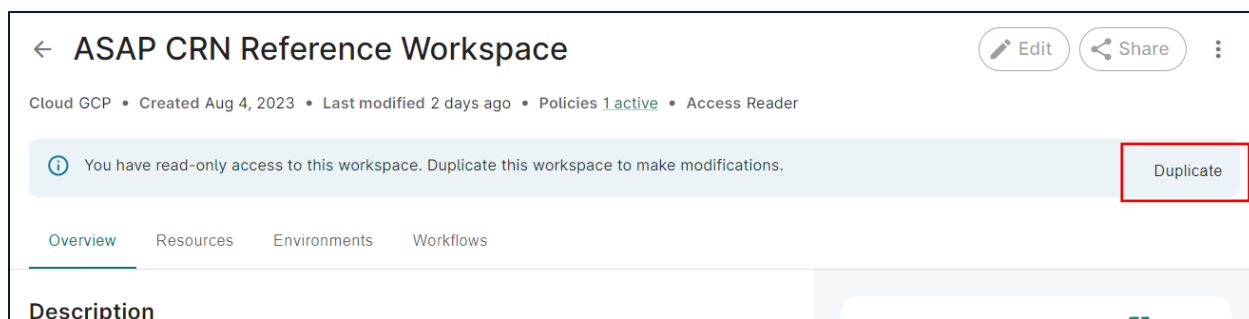 ← ASAP CRN Reference Workspace
Edit
Share
Cloud GCP • Created Aug 4, 2023 • Last modified 2 days ago • Policies 1 active • Access Reader
You have read-only access to this workspace. Duplicate this workspace to make modifications.
Duplicate
Overview Resources Environments Workflows
Description